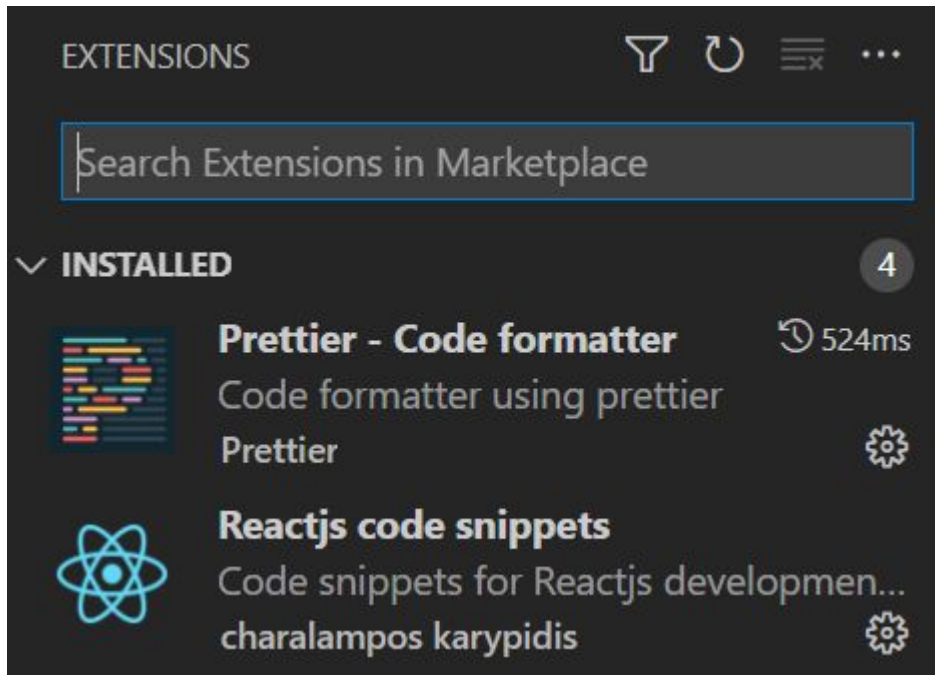 EXTENSIONS
Search Extensions in Marketplace
INSTALLED 4
Prettier - Code formatter 524ms
Code formatter using prettier
Prettier
Reactjs code snippets
Code snippets for Reactjs developmen...
charalampos karypidis